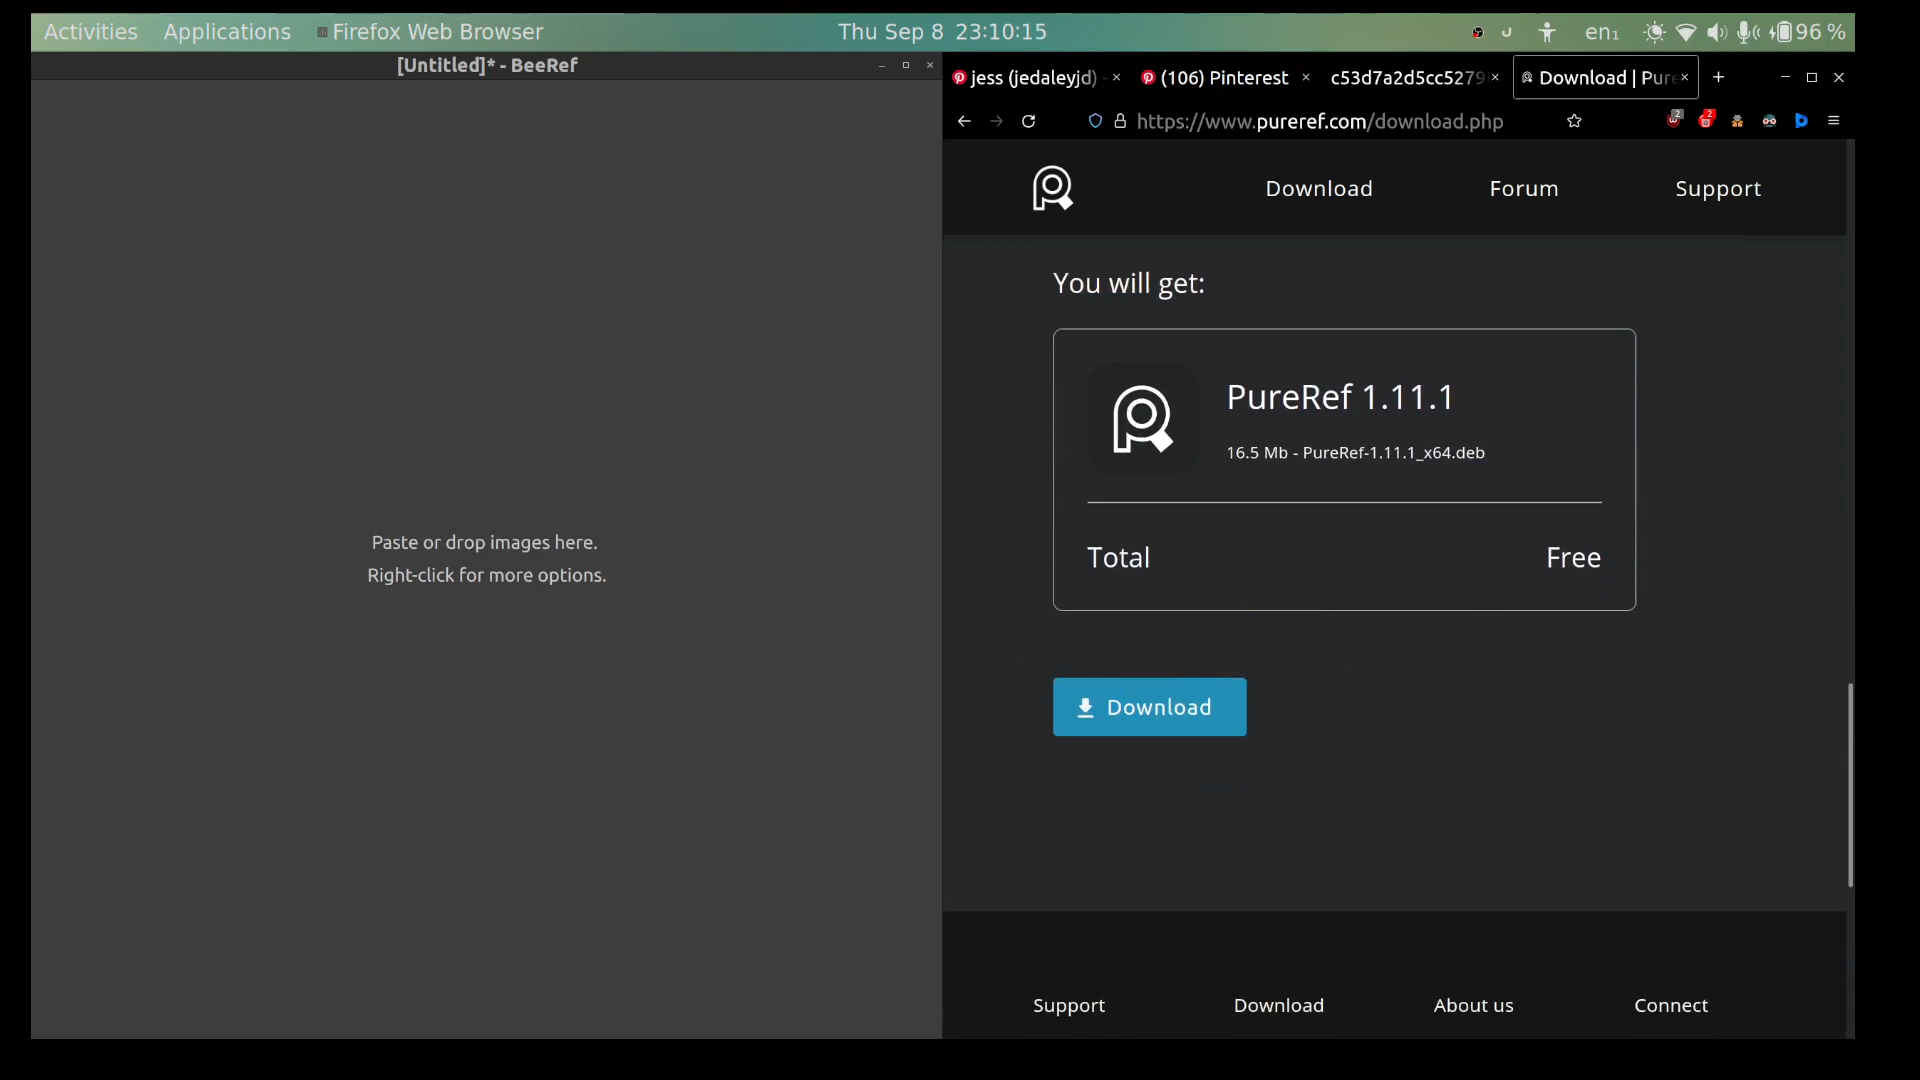 Activities Applications Firefox Web Browser Thu Sep 8 23:10:15 en₁ 96 %
[Untitled]* - BeeRef
jess (jedaleyjd) - (106) Pinterest c53d7a2d5cc5279 Download | Pure
https://www.pureref.com/download.php 2 2
Download Forum Support
You will get:
PureRef 1.11.1
16.5 Mb - PureRef-1.11.1_x64.deb
Total Free
Paste or drop images here.
Right-click for more options.
Download
Support Download About us Connect